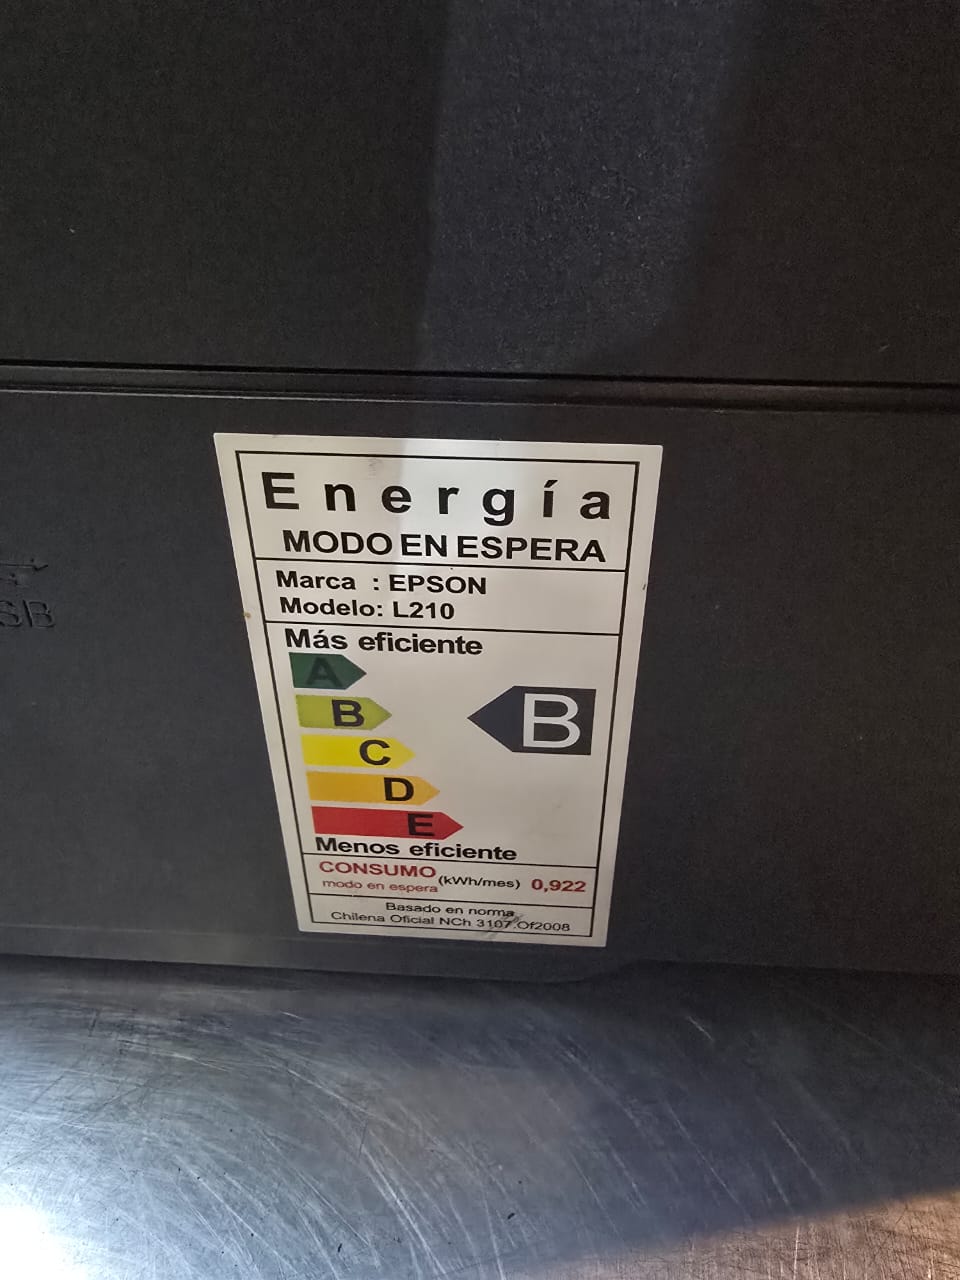 SB
Energía
MODO EN ESPERA
Marca : EPSON
Modelo: L210
Más eficiente
A
B
B
C
D
E
Menos eficiente
CONSUMO (kWh/mes) 0,922
modo en espera
Basado en norma
Chilena Oficial NCh 3107.Of2008